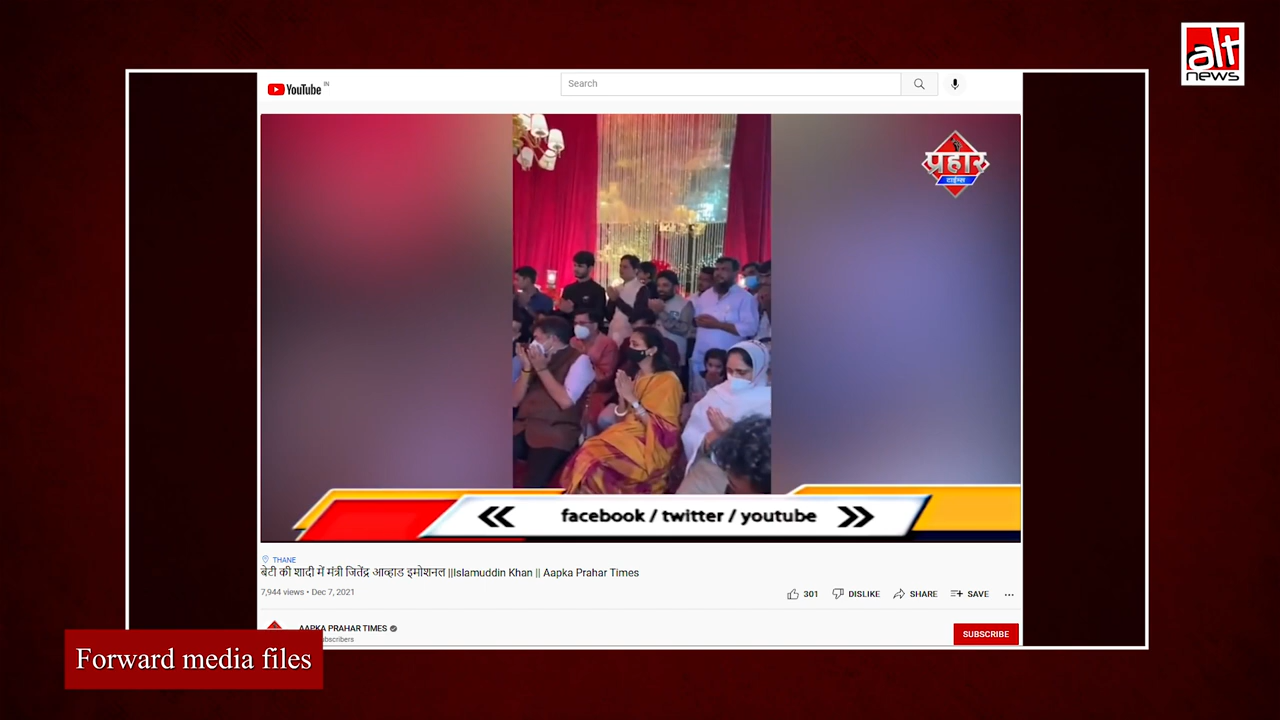 alt
news
YouTube IN
Search
प्रहार
टाईम्स
facebook / twitter / youtube
THANE
बेटी की शादी में मंत्री जितेंद्र आव्हाड इमोशनल ||Islamuddin Khan || Aapka Prahar Times
7,944 views • Dec 7, 2021
301 DISLIKE SHARE SAVE ...
AAPKA PRAHAR TIMES
SUBSCRIBE
Forward media files